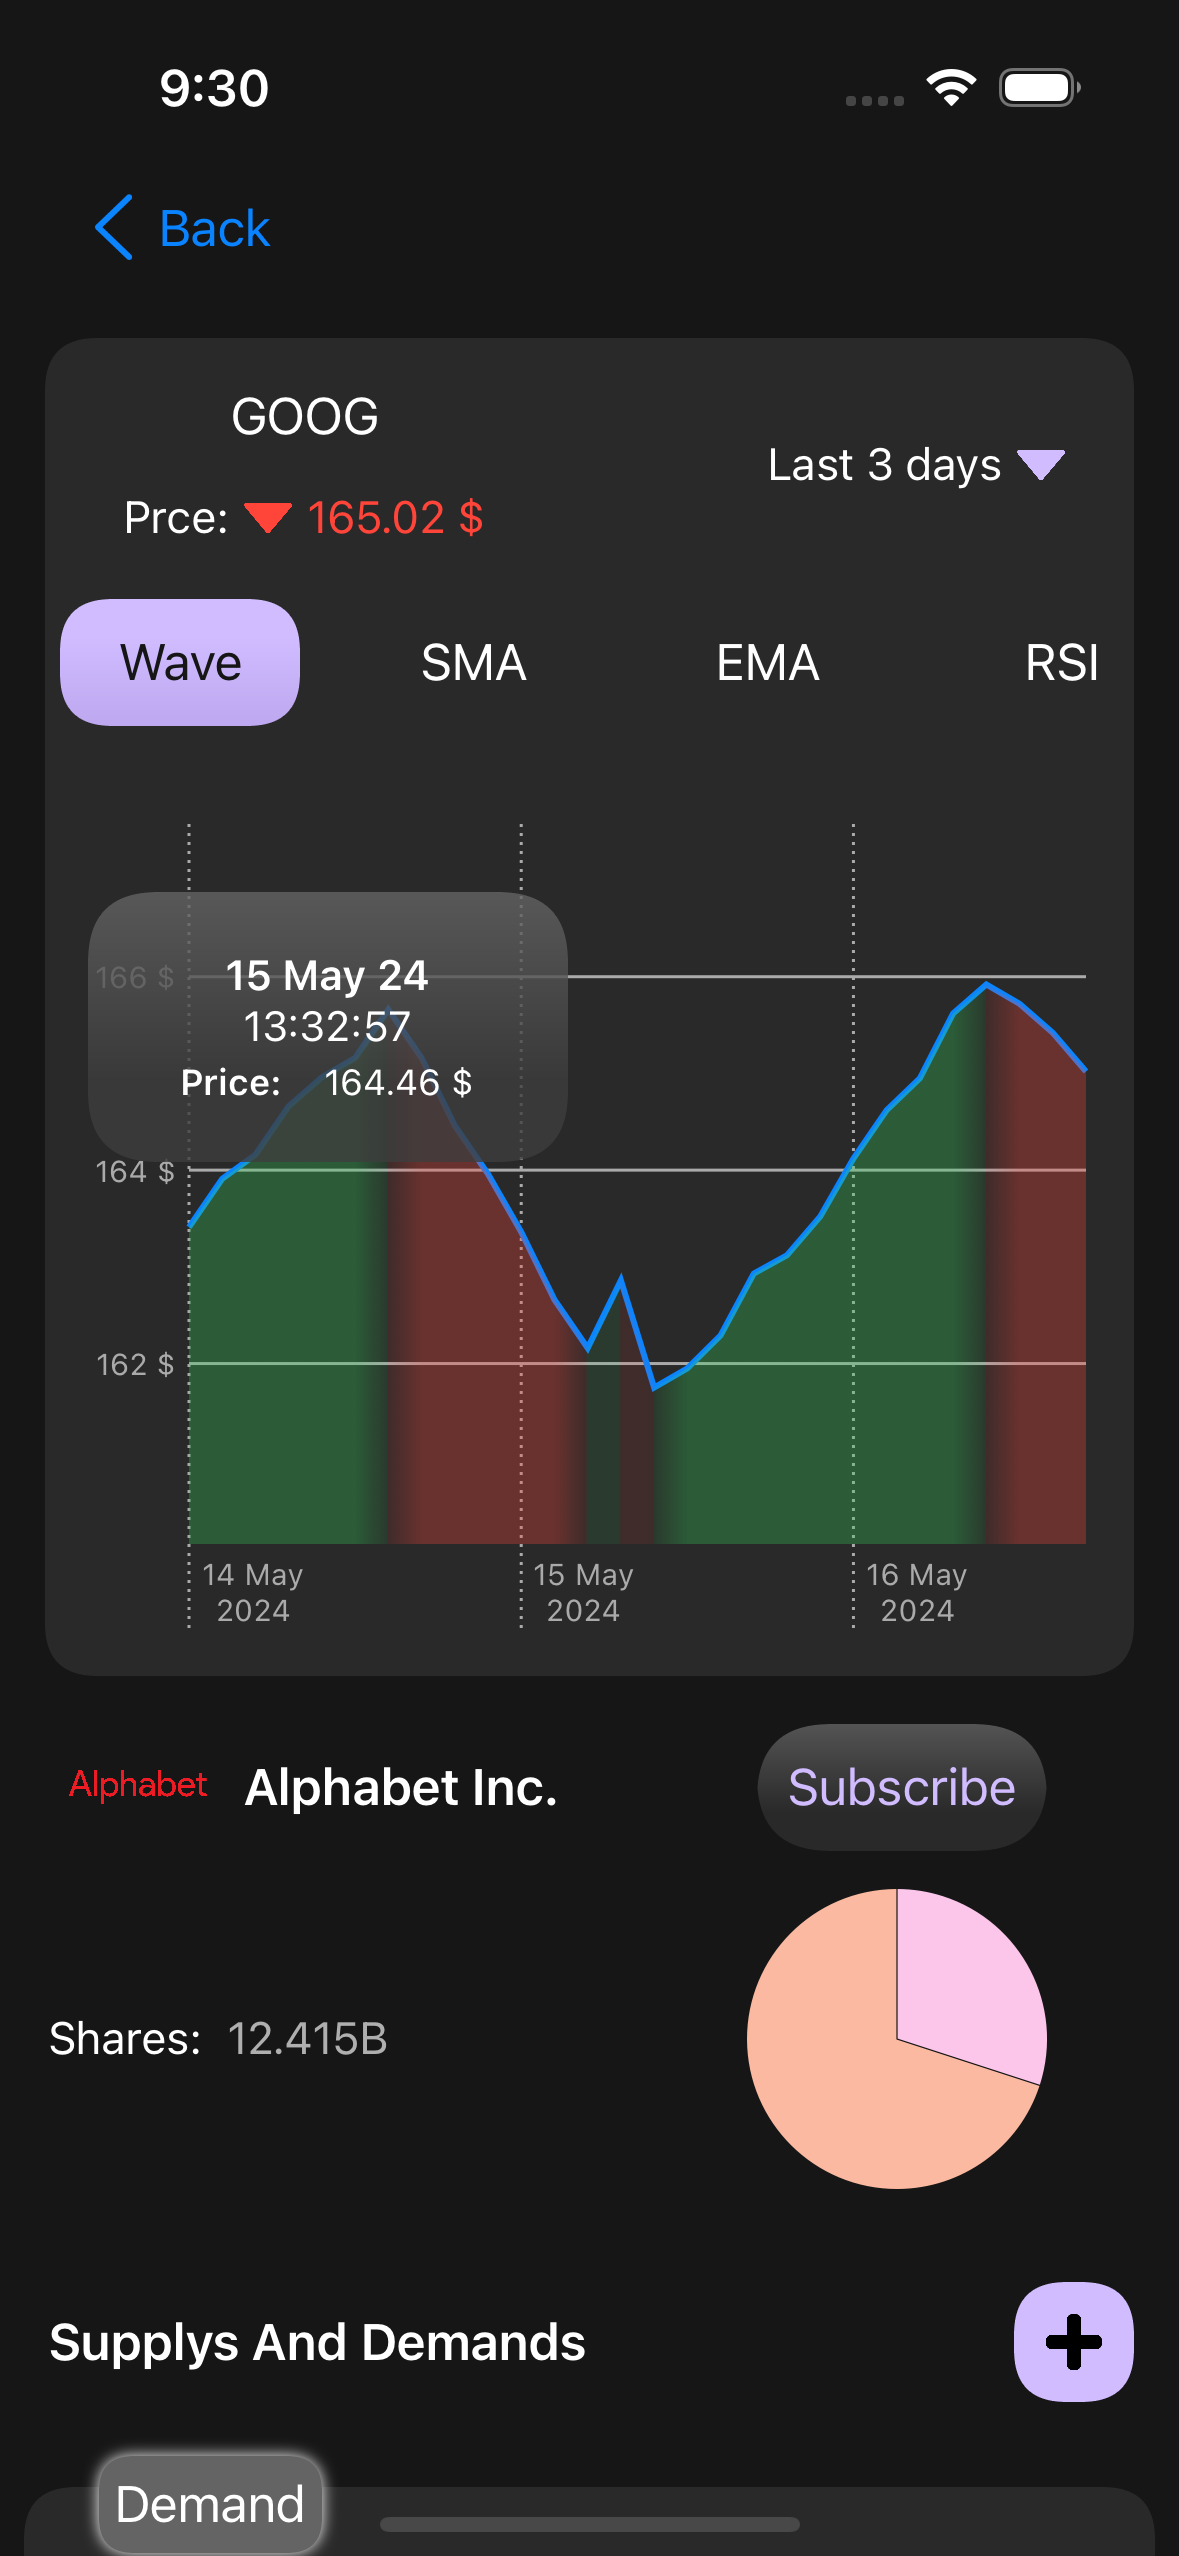 9:30
Back
GOOG
Last 3 days
Prce: 165.02 $
Wave SMA EMA RSI
15 May 24
13:32:57
Price: 164.46 $
166 $
164 $
162 $
14 May 2024
15 May 2024
16 May 2024
Alphabet Alphabet Inc. Subscribe
Shares: 12.415B
Supplys And Demands
Demand